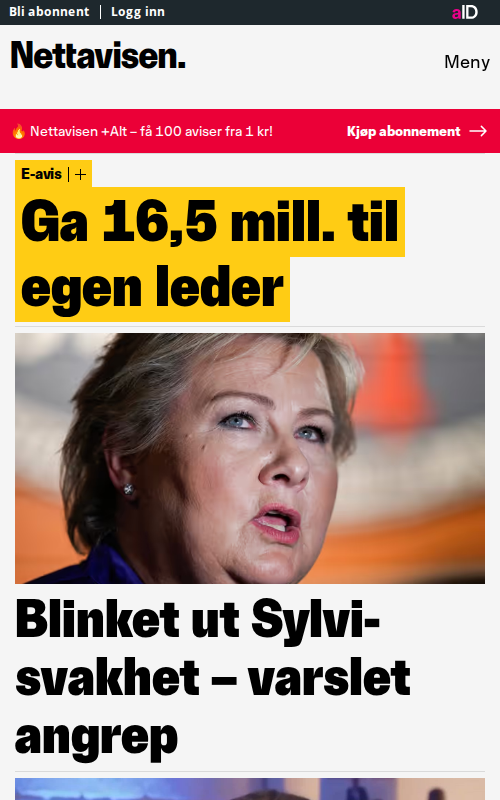 Bli abonnent | Logg inn
aID
Nettavisen.
Meny
🔥 Nettavisen +Alt – få 100 aviser fra 1 kr!
Kjøp abonnement →
E-avis | +
Ga 16,5 mill. til
egen leder
Blinket ut Sylvi-
svakhet – varslet
angrep